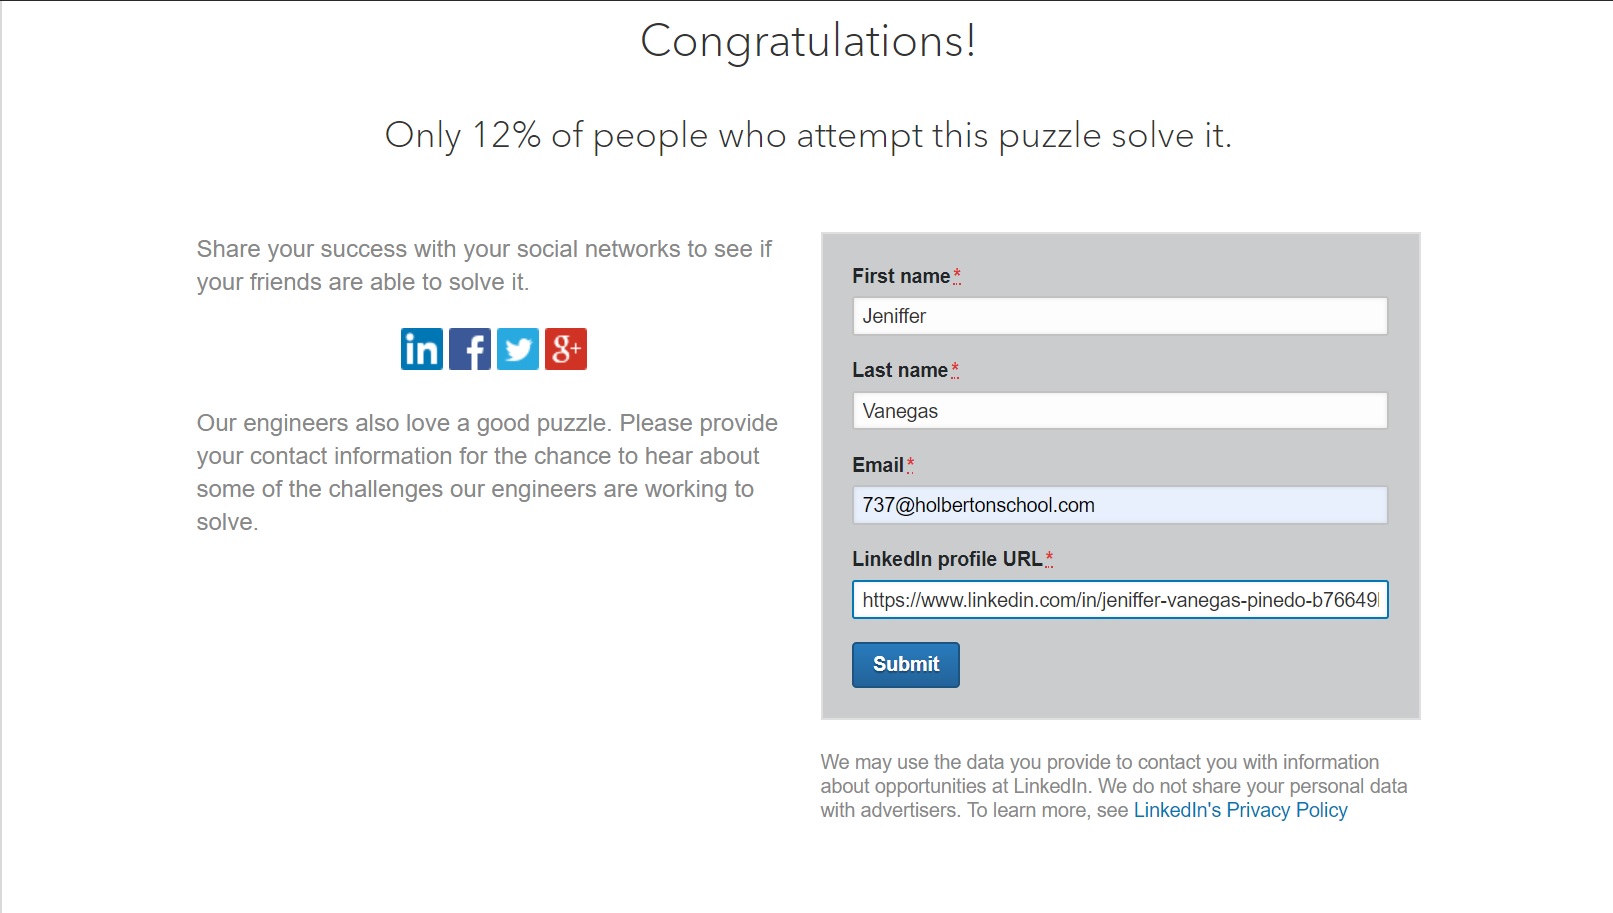 Congratulations!
Only 12% of people who attempt this puzzle solve it.
Share your success with your social networks to see if
your friends are able to solve it.
in f g+
Our engineers also love a good puzzle. Please provide
your contact information for the chance to hear about
some of the challenges our engineers are working to
solve.
First name*
Jeniffer
Last name*
Vanegas
Email*
737@holbertonschool.com
LinkedIn profile URL*
https://www.linkedin.com/in/jeniffer-vanegas-pinedo-b76649
Submit
We may use the data you provide to contact you with information
about opportunities at LinkedIn. We do not share your personal data
with advertisers. To learn more, see LinkedIn's Privacy Policy